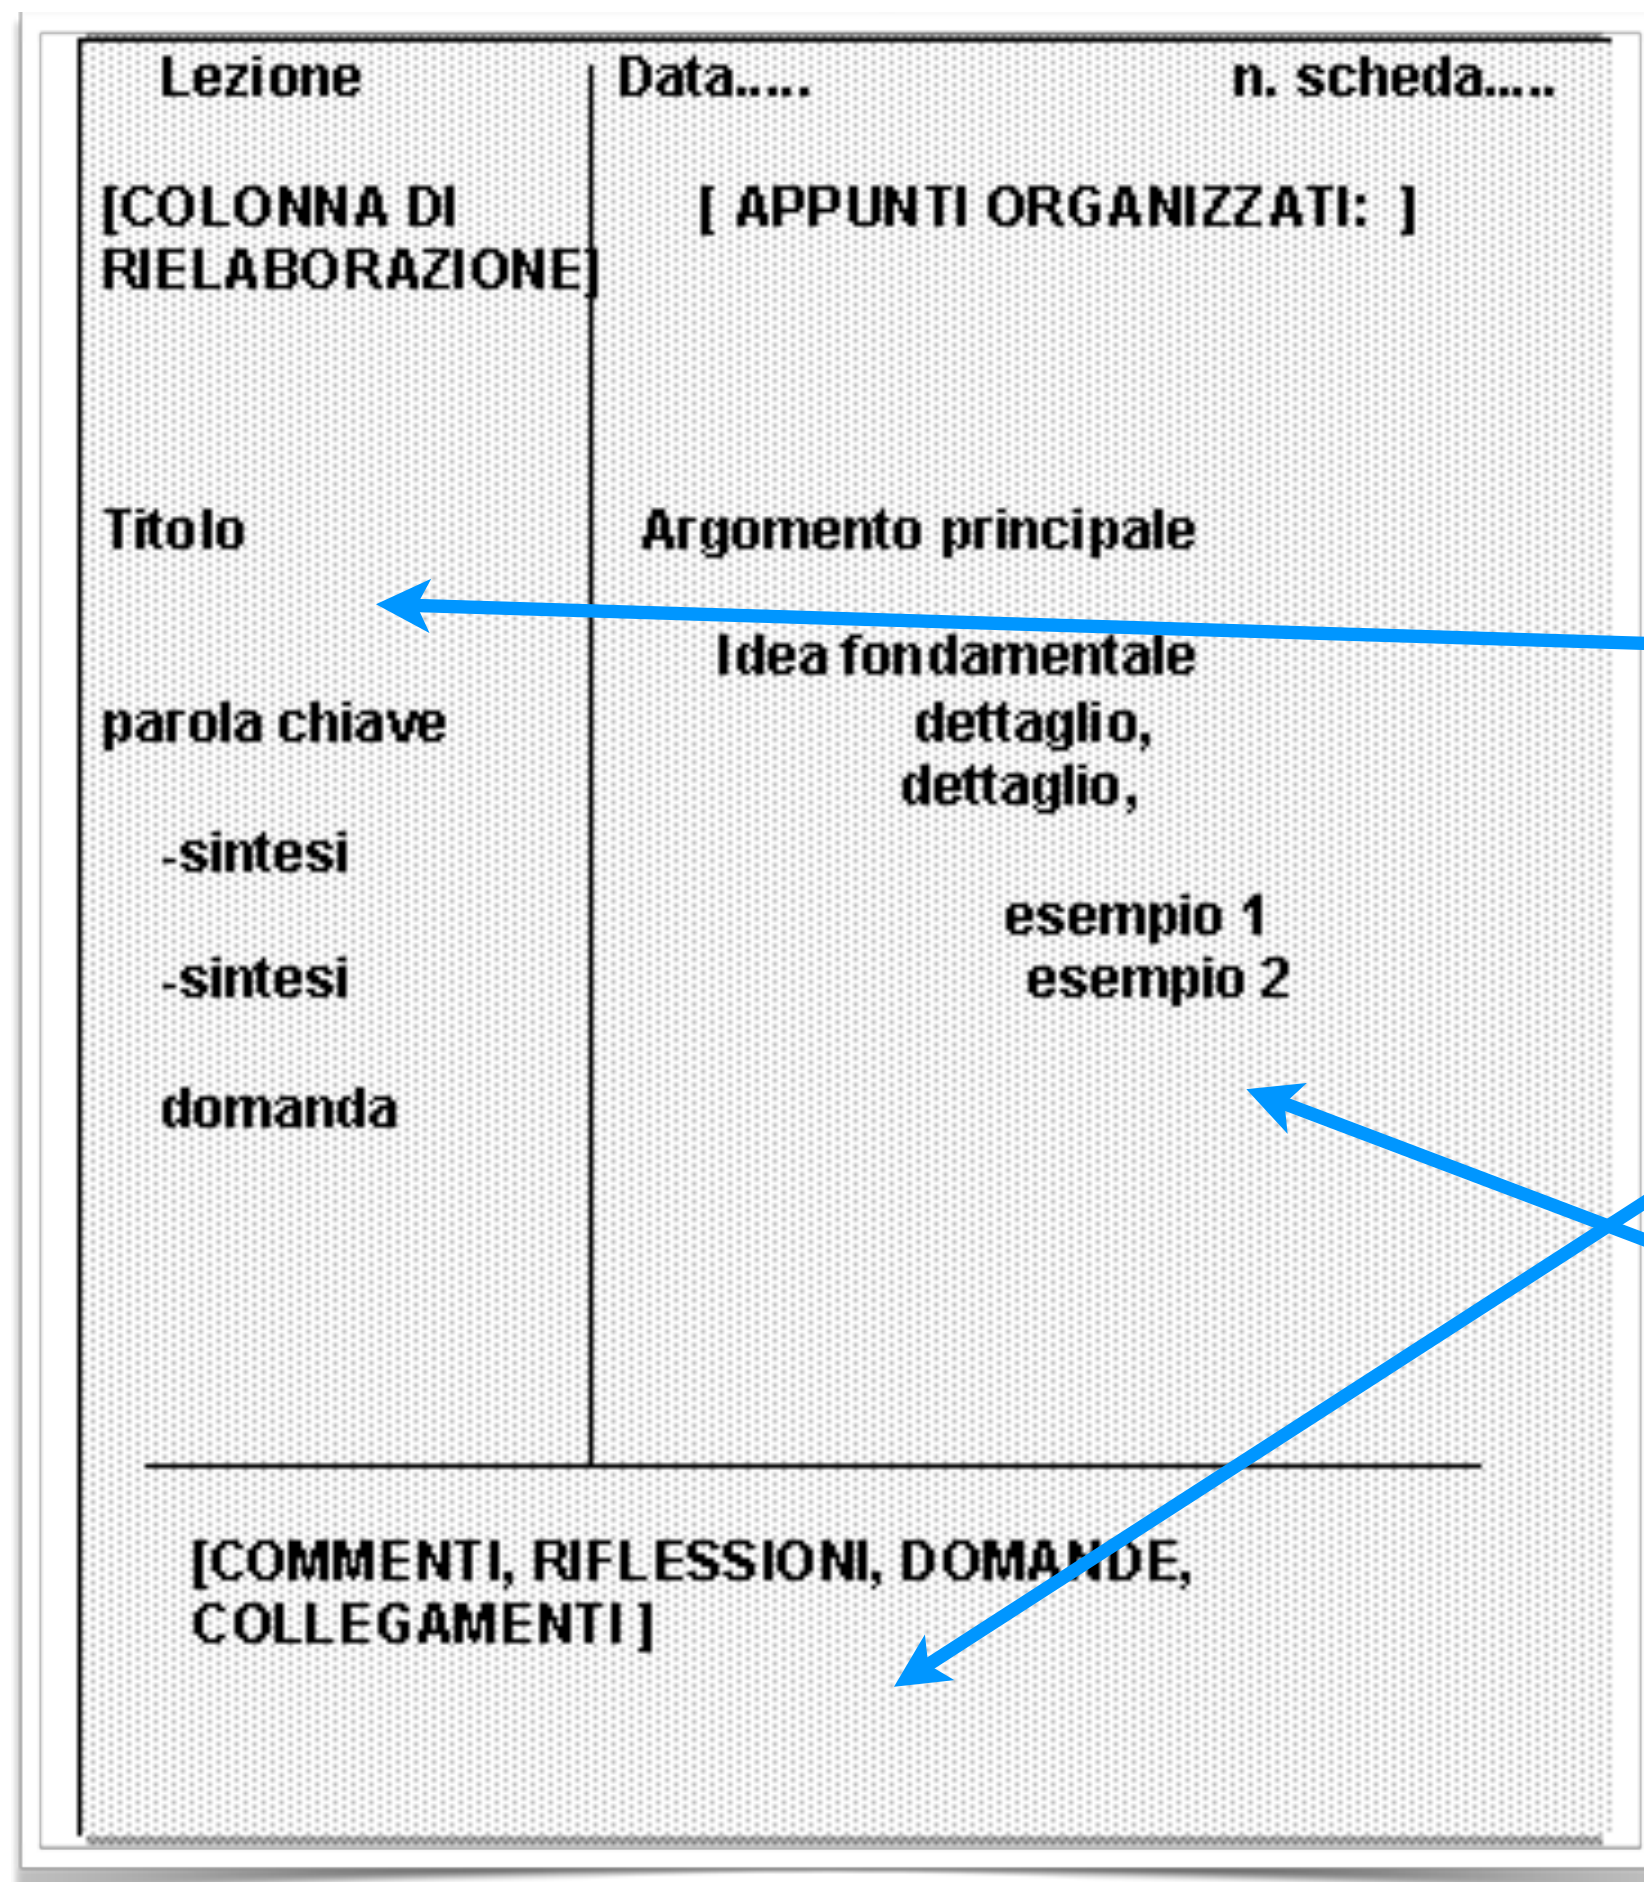 Lezione
Data.....
n. scheda.....
[COLONNA DI
RIELABORAZIONE]
[ APPUNTI ORGANIZZATI: ]
Titolo
Argomento principale
Idea fondamentale
parola chiave
dettaglio,
dettaglio,
-sintesi
esempio 1
-sintesi
esempio 2
domanda
[COMMENTI, RIFLESSIONI, DOMANDE,
COLLEGAMENTI ]